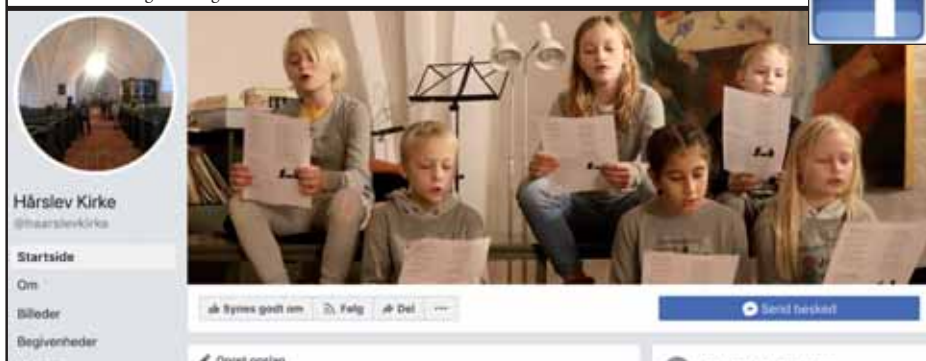 Hårslev Kirke
@haarslevkirke
Startside
Om
Billeder
Begivenheder
Synes godt om
Følg
Del
Send besked
Opret opslag